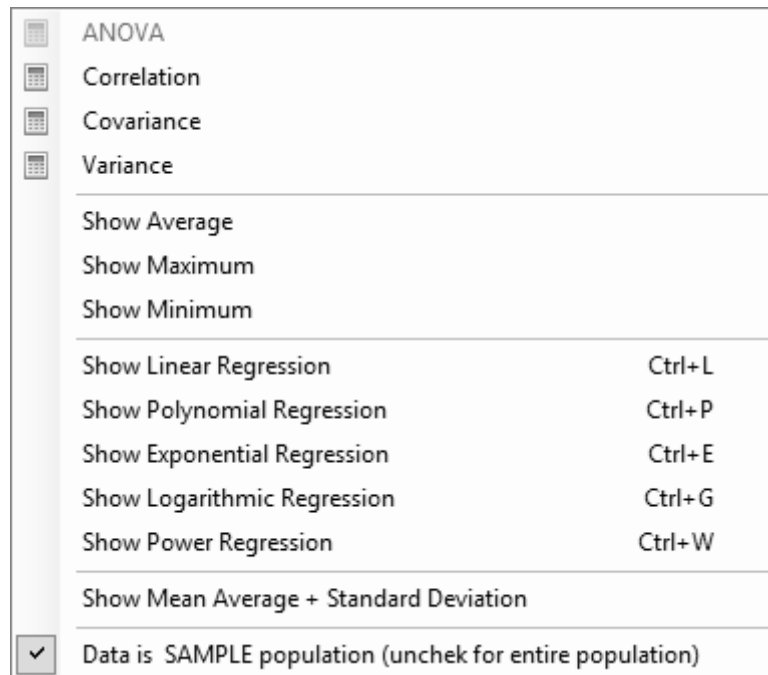 ANOVA
Correlation
Covariance
Variance
Show Average
Show Maximum
Show Minimum
Show Linear Regression Ctrl+L
Show Polynomial Regression Ctrl+P
Show Exponential Regression Ctrl+E
Show Logarithmic Regression Ctrl+G
Show Power Regression Ctrl+W
Show Mean Average + Standard Deviation
Data is  SAMPLE population (unchek for entire population)